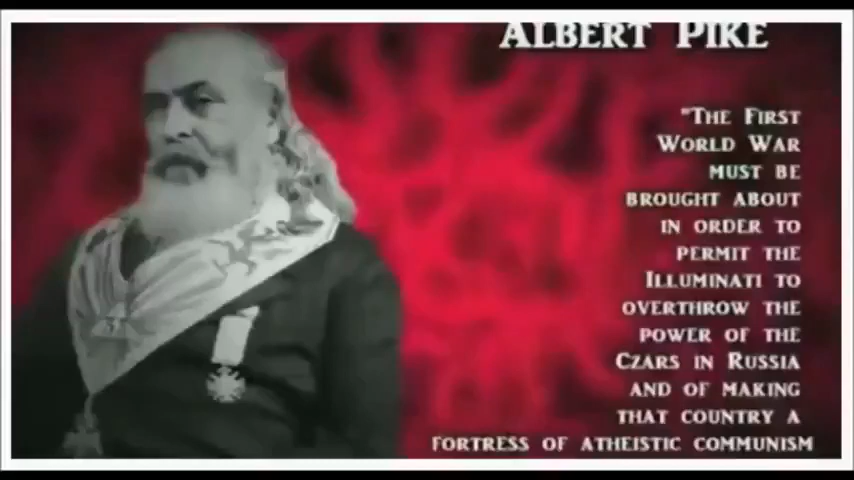 ALBERT PIKE
"THE FIRST
WORLD WAR
MUST BE
BROUGHT ABOUT
IN ORDER TO
PERMIT THE
ILLUMINATI TO
OVERTHROW THE
POWER OF THE
CZARS IN RUSSIA
AND OF MAKING
THAT COUNTRY A
FORTRESS OF ATHEISTIC COMMUNISM